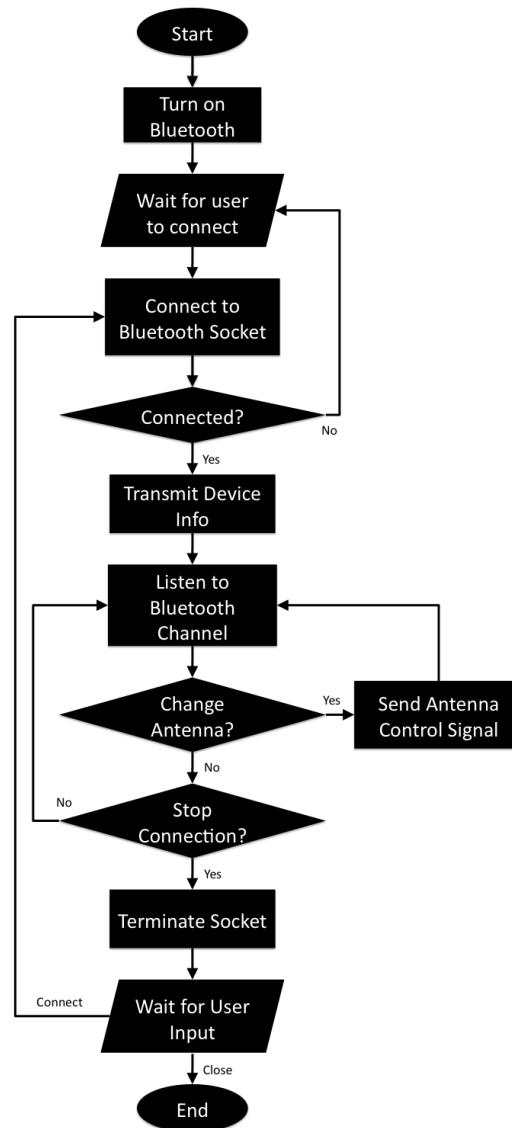 Start
Turn on
Bluetooth
Wait for user
to connect
Connect to
Bluetooth Socket
Connected?
No
Yes
Transmit Device
Info
Listen to
Bluetooth
Channel
Change
Antenna?
Yes
Send Antenna
Control Signal
No
No
Stop
Connection?
Yes
Terminate Socket
Connect
Wait for User
Input
Close
End